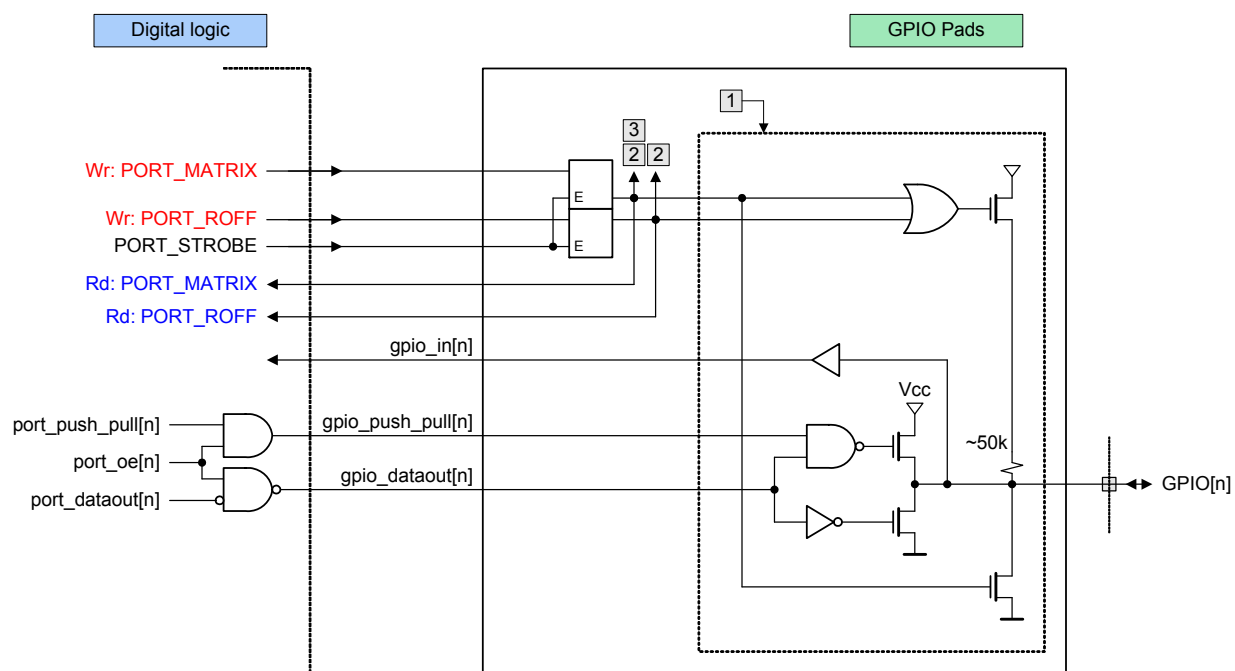 Digital logic
GPIO Pads
1
3
2
2
Wr: PORT_MATRIX
E
Wr: PORT_ROFF
PORT_STROBE
E
Rd: PORT_MATRIX
Rd: PORT_ROFF
gpio_in[n]
Vcc
port_push_pull[n]
gpio_push_pull[n]
~50k
port_oe[n]
gpio_dataout[n]
GPIO[n]
port_dataout[n]